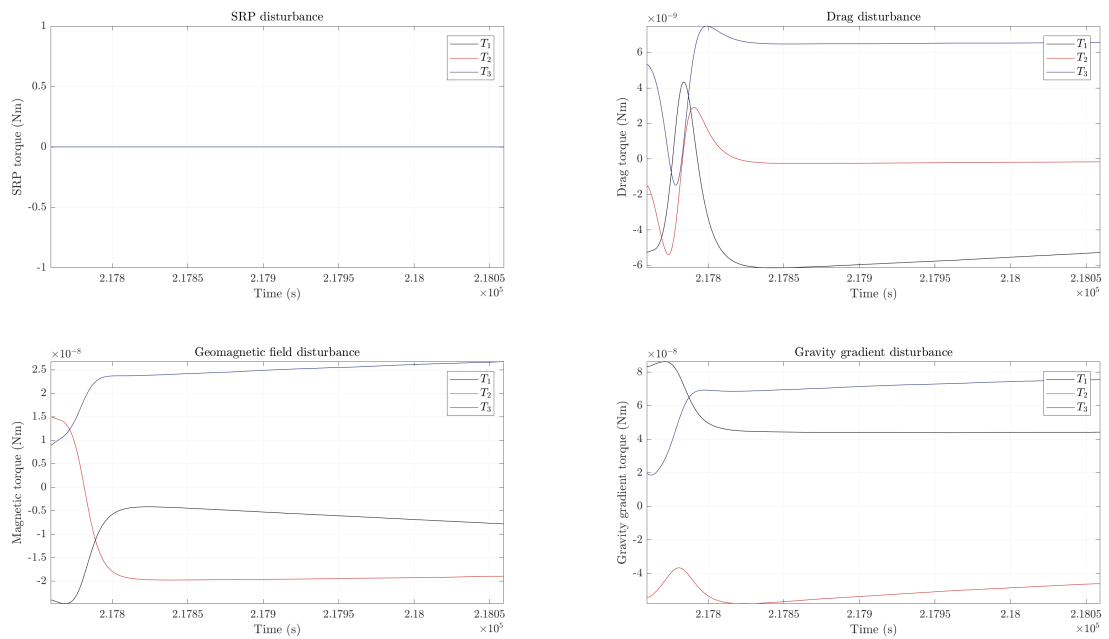 SRP disturbance
1
0.5
0
-0.5
-1
SRP torque (Nm)
T1
T2
T3
2.178
2.1785
2.179
2.1795
2.18
2.1805
Time (s)
×10^5
Drag disturbance
×10^-9
6
4
2
0
-2
-4
-6
Drag torque (Nm)
T1
T2
T3
2.178
2.1785
2.179
2.1795
2.18
2.1805
Time (s)
×10^5
Geomagnetic field disturbance
×10^-8
2.5
2
1.5
1
0.5
0
-0.5
-1
-1.5
-2
Magnetic torque (Nm)
T1
T2
T3
2.178
2.1785
2.179
2.1795
2.18
2.1805
Time (s)
×10^5
Gravity gradient disturbance
×10^-8
8
6
4
2
0
-2
-4
Gravity gradient torque (Nm)
T1
T2
T3
2.178
2.1785
2.179
2.1795
2.18
2.1805
Time (s)
×10^5